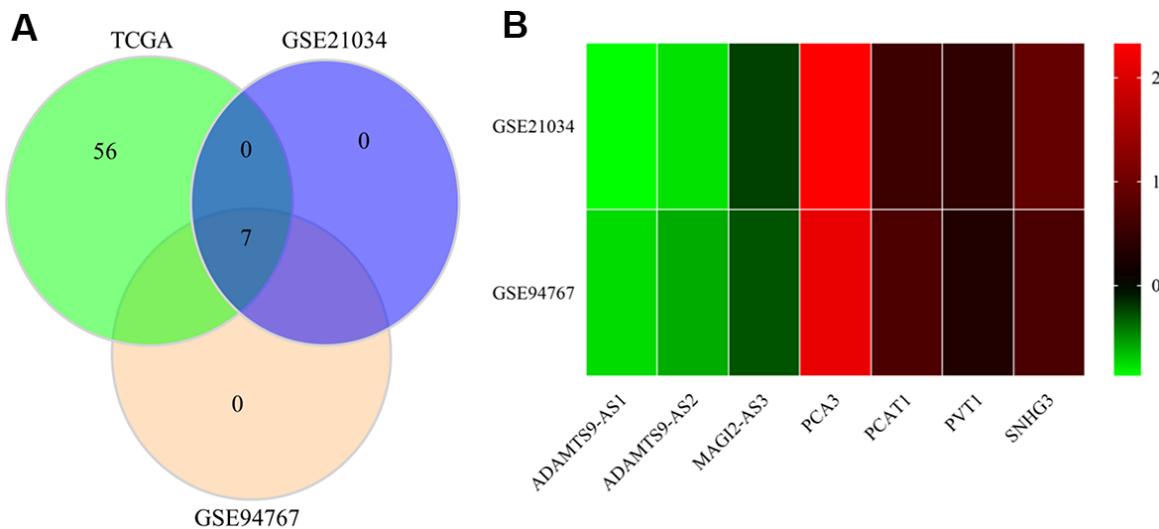 A
TCGA
GSE21034
56
0
0
7
0
GSE94767
B
GSE21034
GSE94767
2
1
0
ADAMTS9-AS1
ADAMTS9-AS2
MAGI2-AS3
PCA3
PCAT1
PVT1
SNHG3